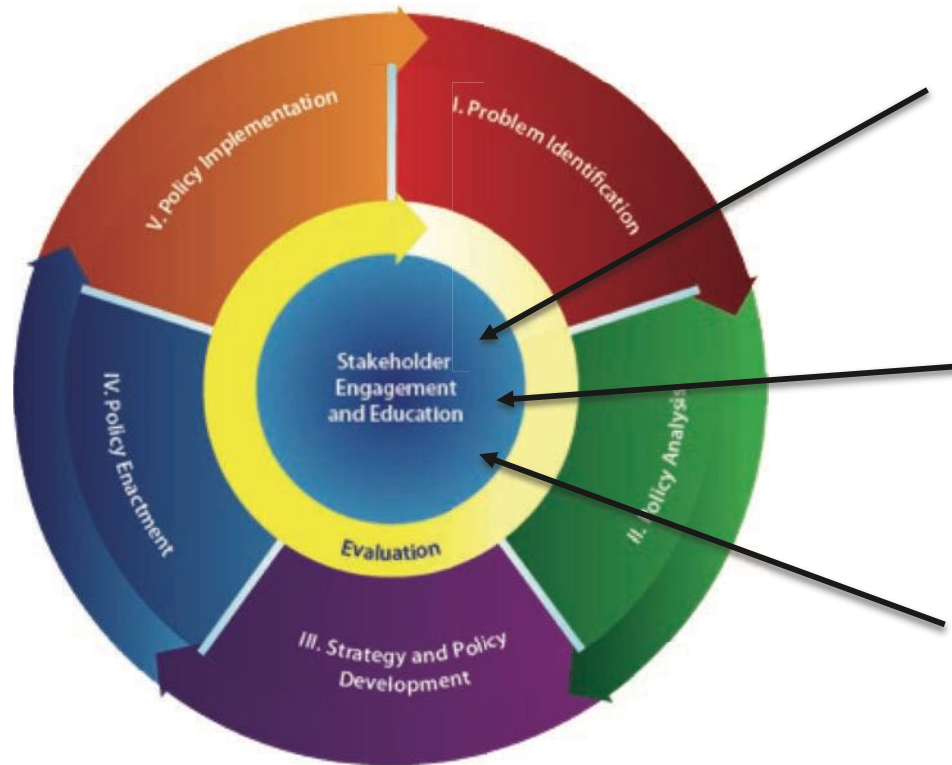 I. Problem Identification
II. Policy Analysis
III. Strategy and Policy
Development
IV. Policy Enactment
V. Policy Implementation
Stakeholder
Engagement
and Education
Evaluation